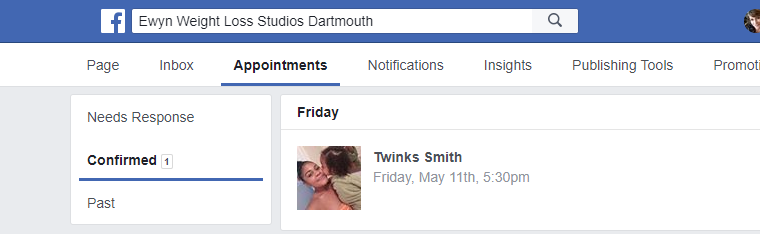 f Ewyn Weight Loss Studios Dartmouth
Page Inbox Appointments Notifications Insights Publishing Tools Promoti
Needs Response
Confirmed 1
Past
Friday
Twinks Smith
Friday, May 11th, 5:30pm